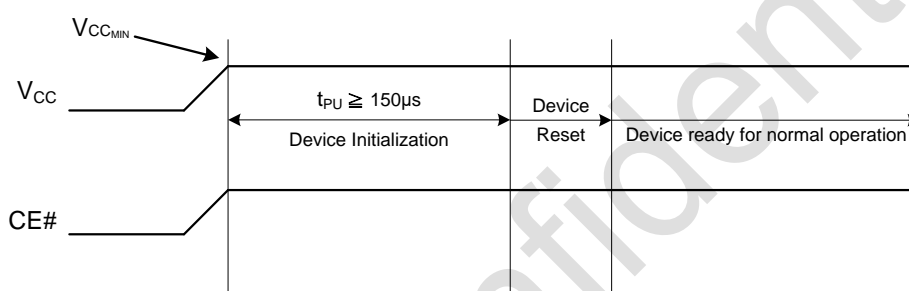 VCCMIN
VCC
tPU ≧ 150µs
Device Initialization
Device
Reset
Device ready for normal operation
CE#